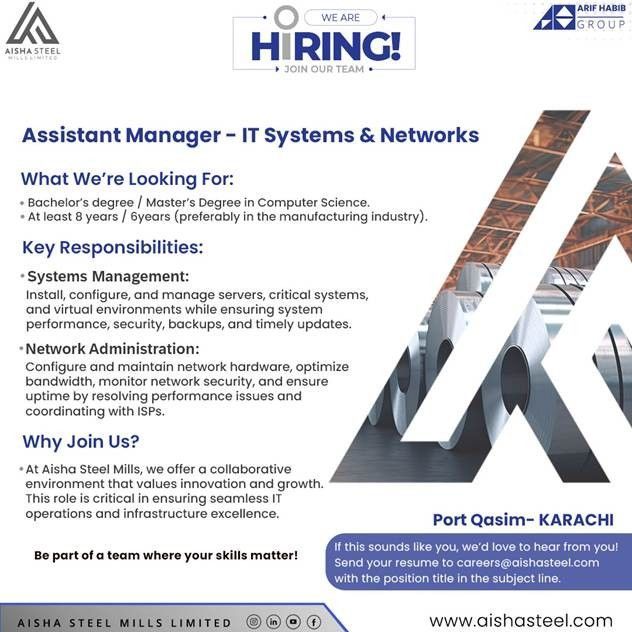 AISHA STEEL
MILLS LIMITED
WE ARE
HiRING!
JOIN OUR TEAM
ARIF HABIB
GROUP
Assistant Manager - IT Systems & Networks
What We're Looking For:
• Bachelor's degree / Master's Degree in Computer Science.
• At least 8 years / 6years (preferably in the manufacturing industry).
Key Responsibilities:
• Systems Management:
Install, configure, and manage servers, critical systems,
and virtual environments while ensuring system
performance, security, backups, and timely updates.
• Network Administration:
Configure and maintain network hardware, optimize
bandwidth, monitor network security, and ensure
uptime by resolving performance issues and
coordinating with ISPs.
Why Join Us?
• At Aisha Steel Mills, we offer a collaborative
environment that values innovation and growth.
This role is critical in ensuring seamless IT
operations and infrastructure excellence.
Be part of a team where your skills matter!
Port Qasim- KARACHI
If this sounds like you, we'd love to hear from you!
Send your resume to careers@aishasteel.com
with the position title in the subject line.
AISHA STEEL MILLS LIMITED
www.aishasteel.com